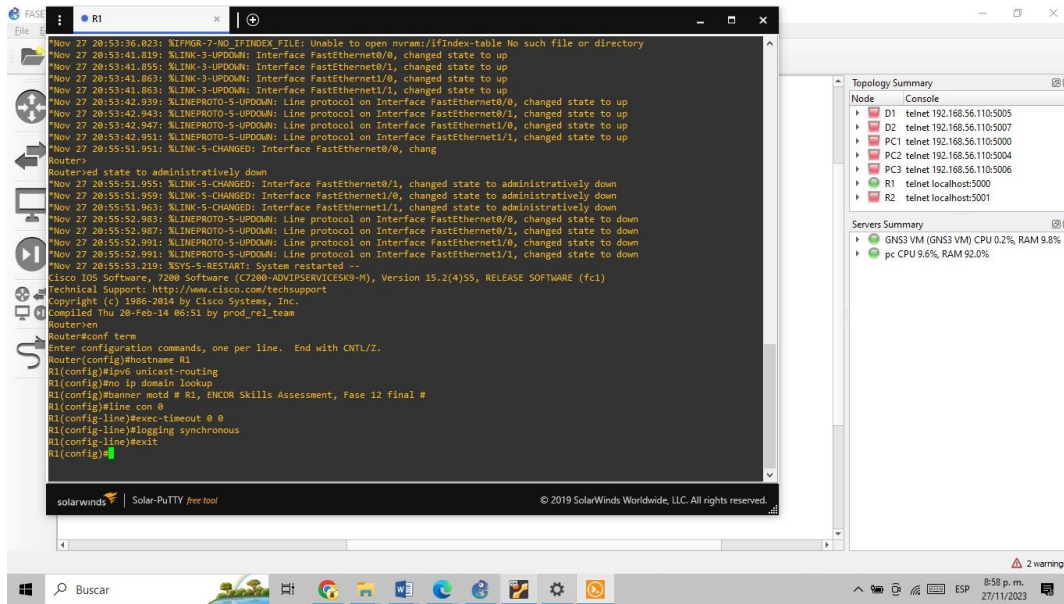 FASE
R1
File E
*Nov 27 20:53:36.023: %IFMGR-7-NO_IFINDEX_FILE: Unable to open nvram:/ifIndex-table No such file or directory
*Nov 27 20:53:41.819: %LINK-3-UPDOWN: Interface FastEthernet0/0, changed state to up
*Nov 27 20:53:41.855: %LINK-3-UPDOWN: Interface FastEthernet0/1, changed state to up
*Nov 27 20:53:41.863: %LINK-3-UPDOWN: Interface FastEthernet1/0, changed state to up
*Nov 27 20:53:41.863: %LINK-3-UPDOWN: Interface FastEthernet1/1, changed state to up
*Nov 27 20:53:42.939: %LINEPROTO-5-UPDOWN: Line protocol on Interface FastEthernet0/0, changed state to up
*Nov 27 20:53:42.943: %LINEPROTO-5-UPDOWN: Line protocol on Interface FastEthernet0/1, changed state to up
*Nov 27 20:53:42.947: %LINEPROTO-5-UPDOWN: Line protocol on Interface FastEthernet1/0, changed state to up
*Nov 27 20:53:42.951: %LINEPROTO-5-UPDOWN: Line protocol on Interface FastEthernet1/1, changed state to up
*Nov 27 20:55:51.951: %LINK-5-CHANGED: Interface FastEthernet0/0, chang
Router>
Router>ed state to administratively down
*Nov 27 20:55:51.955: %LINK-5-CHANGED: Interface FastEthernet0/1, changed state to administratively down
*Nov 27 20:55:51.959: %LINK-5-CHANGED: Interface FastEthernet1/0, changed state to administratively down
*Nov 27 20:55:51.963: %LINK-5-CHANGED: Interface FastEthernet1/1, changed state to administratively down
*Nov 27 20:55:52.983: %LINEPROTO-5-UPDOWN: Line protocol on Interface FastEthernet0/0, changed state to down
*Nov 27 20:55:52.987: %LINEPROTO-5-UPDOWN: Line protocol on Interface FastEthernet0/1, changed state to down
*Nov 27 20:55:52.991: %LINEPROTO-5-UPDOWN: Line protocol on Interface FastEthernet1/0, changed state to down
*Nov 27 20:55:52.991: %LINEPROTO-5-UPDOWN: Line protocol on Interface FastEthernet1/1, changed state to down
*Nov 27 20:55:53.219: %SYS-5-RESTART: System restarted --
Cisco IOS Software, 7200 Software (C7200-ADVIPSERVICESK9-M), Version 15.2(4)S5, RELEASE SOFTWARE (fc1)
Technical Support: http://www.cisco.com/techsupport
Copyright (c) 1986-2014 by Cisco Systems, Inc.
Compiled Thu 20-Feb-14 06:51 by prod_rel_team
Router>en
Router#conf term
Enter configuration commands, one per line.  End with CNTL/Z.
Router(config)#hostname R1
R1(config)#ipv6 unicast-routing
R1(config)#no ip domain lookup
R1(config)#banner motd # R1, ENCOR Skills Assessment, Fase 12 final #
R1(config)#line con 0
R1(config-line)#exec-timeout 0 0
R1(config-line)#logging synchronous
R1(config-line)#exit
R1(config)#
solarwinds Solar-PuTTY free tool
© 2019 SolarWinds Worldwide, LLC. All rights reserved.
Topology Summary
Node Console
D1 telnet 192.168.56.110:5005
D2 telnet 192.168.56.110:5007
PC1 telnet 192.168.56.110:5000
PC2 telnet 192.168.56.110:5004
PC3 telnet 192.168.56.110:5006
R1 telnet localhost:5000
R2 telnet localhost:5001
Servers Summary
GNS3 VM (GNS3 VM) CPU 0.2%, RAM 9.8%
pc CPU 9.6%, RAM 92.0%
2 warning
Buscar
ESP
8:58 p. m.
27/11/2023